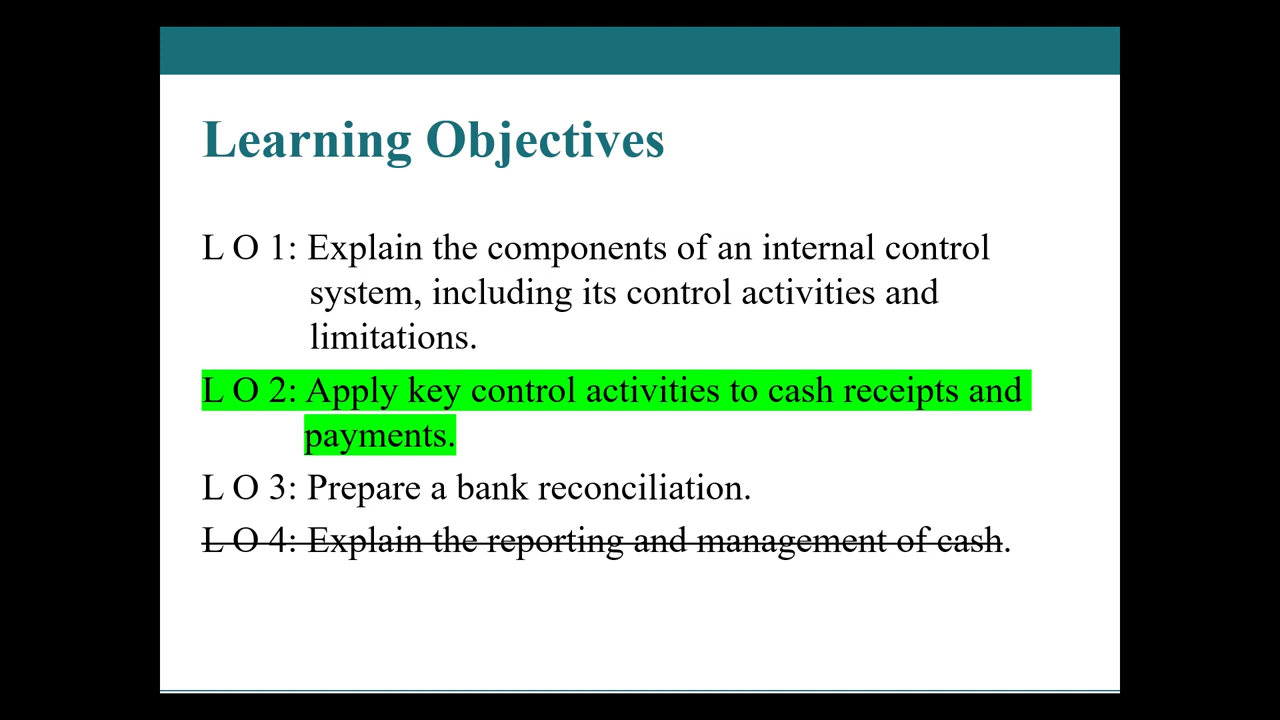 Learning Objectives
L O 1: Explain the components of an internal control
system, including its control activities and
limitations.
L O 2: Apply key control activities to cash receipts and
payments.
L O 3: Prepare a bank reconciliation.
L O 4: Explain the reporting and management of cash.